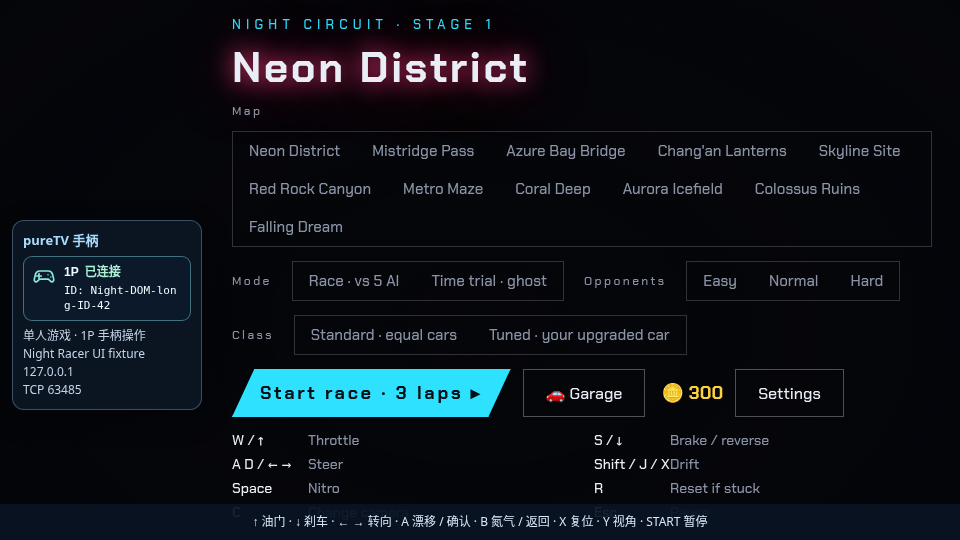 NIGHT CIRCUIT · STAGE 1
Neon District
Map
Neon District Mistridge Pass Azure Bay Bridge Chang'an Lanterns Skyline Site
Red Rock Canyon Metro Maze Coral Deep Aurora Icefield Colossus Ruins
Falling Dream
pureTV 手柄
1P 已连接
ID: Night-DOM-lon
g-ID-42
单人游戏 · 1P 手柄操作
Night Racer UI fixture
127.0.0.1
TCP 63485
Mode Race · vs 5 AI Time trial · ghost Opponents Easy Normal Hard
Class Standard · equal cars Tuned · your upgraded car
Start race · 3 laps ▸ 🚗 Garage 🪙 300 Settings
W / ↑ Throttle S / ↓ Brake / reverse
A D / ← → Steer Shift / J / X Drift
Space Nitro R Reset if stuck
C
↑ 油门 · ↓ 刹车 · ← → 转向 · A 漂移 / 确认 · B 氮气 / 返回 · X 复位 · Y 视角 · START 暂停